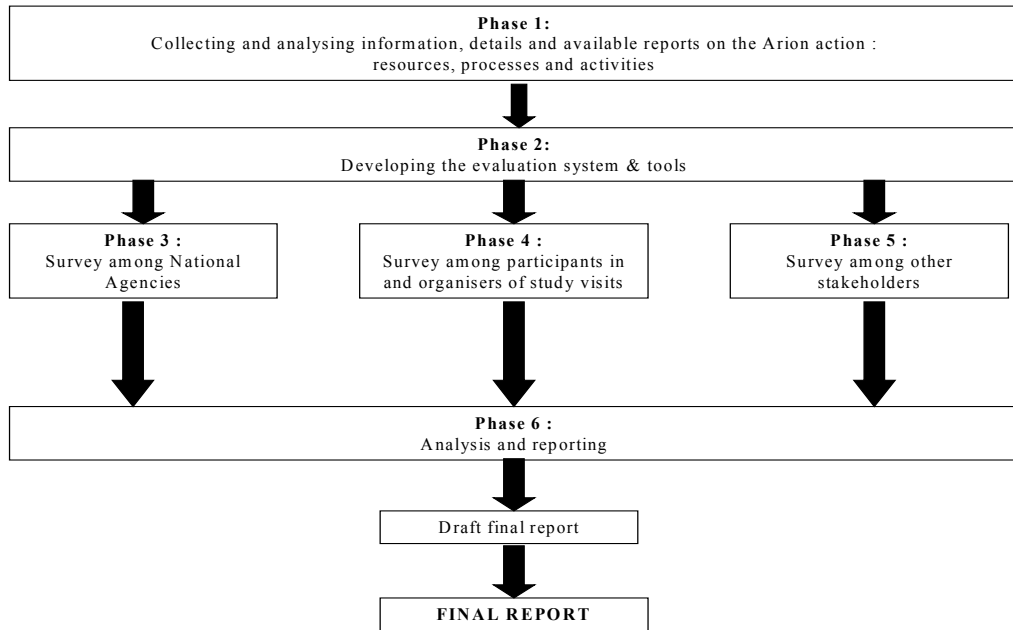 Phase 1:
Collecting and analysing information, details and available reports on the Arion action :
resources, processes and activities
Phase 2:
Developing the evaluation system & tools
Phase 3 :
Survey among National
Agencies
Phase 4 :
Survey among participants in
and organisers of study visits
Phase 5 :
Survey among other
stakeholders
Phase 6 :
Analysis and reporting
Draft final report
FINAL REPORT